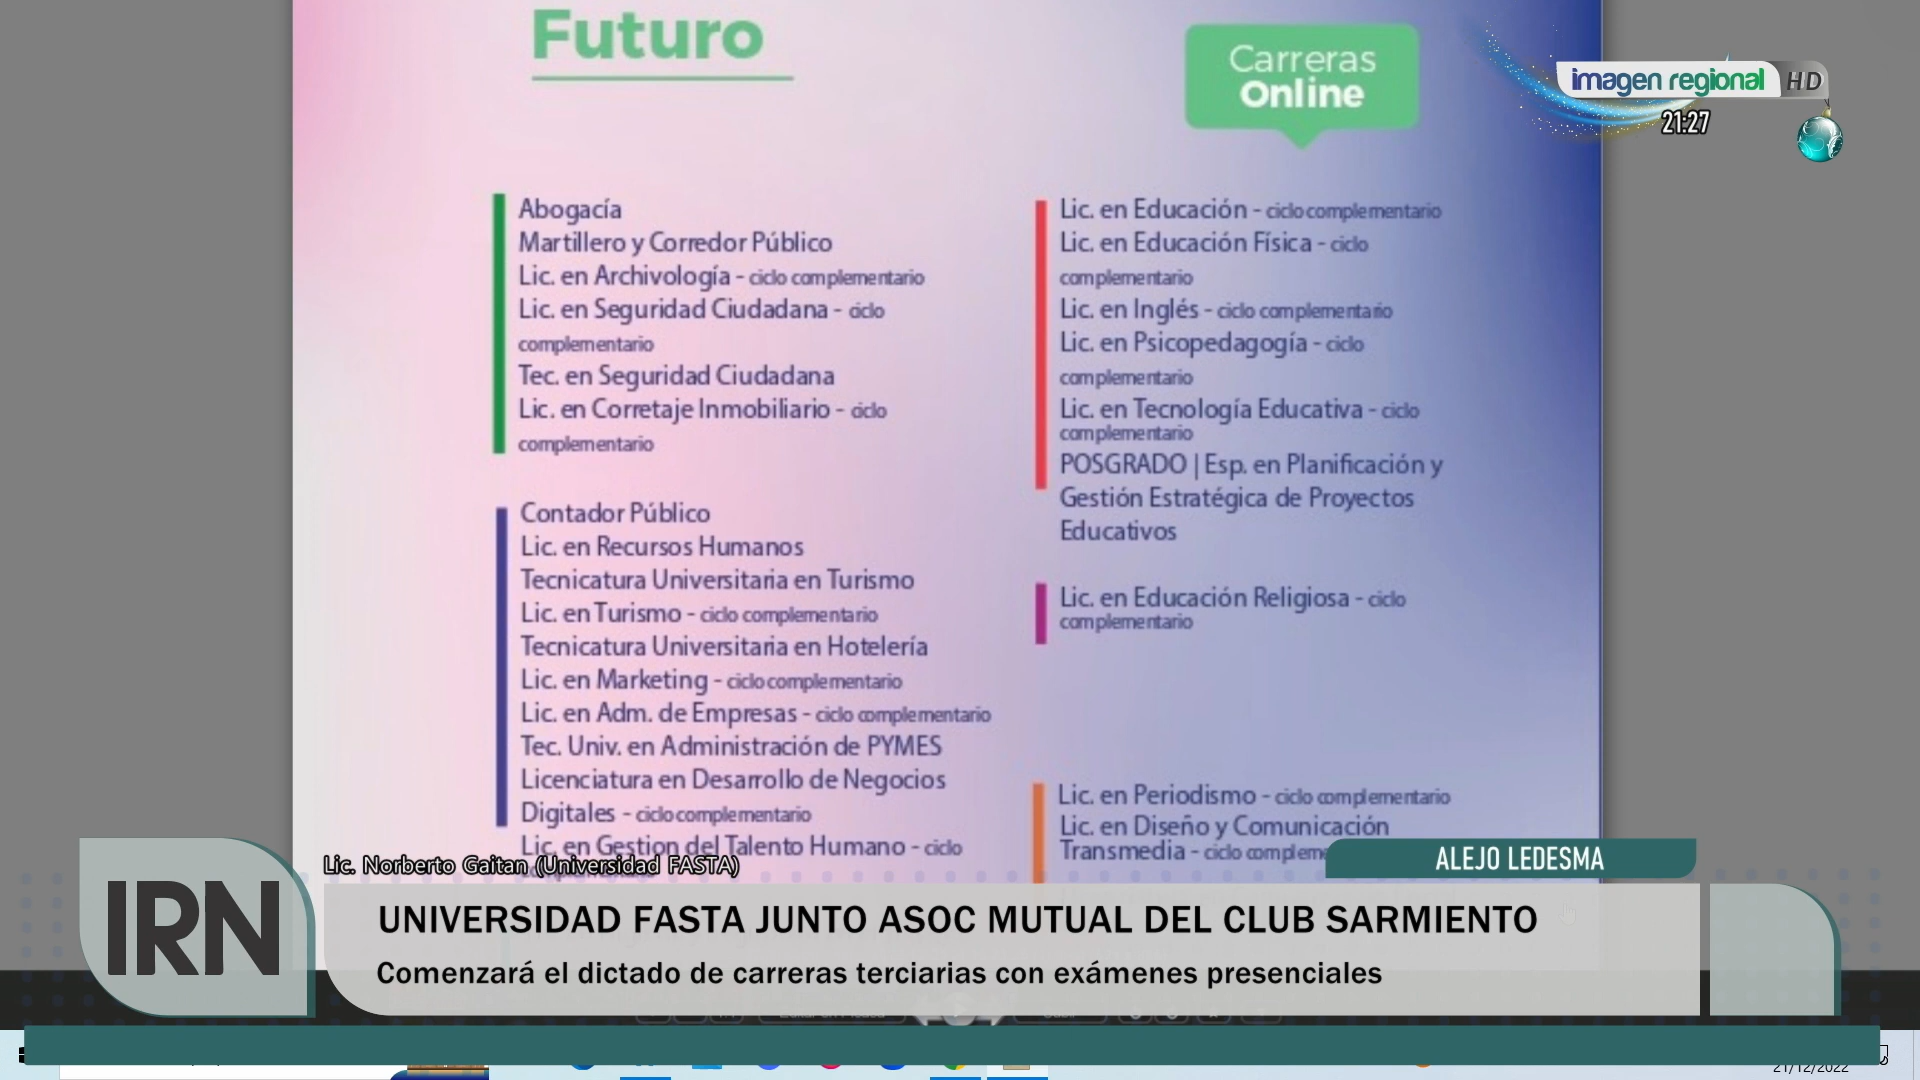 Futuro
Carreras
Online
imagen regional HD
21:27
Abogacía
Martillero y Corredor Público
Lic. en Archivología - ciclo complementario
Lic. en Seguridad Ciudadana - ciclo
complementario
Tec. en Seguridad Ciudadana
Lic. en Corretaje Inmobiliario - ciclo
complementario
Contador Público
Lic. en Recursos Humanos
Tecnicatura Universitaria en Turismo
Lic. en Turismo - ciclo complementario
Tecnicatura Universitaria en Hotelería
Lic. en Marketing - ciclo complementario
Lic. en Adm. de Empresas - ciclo complementario
Tec. Univ. en Administración de PYMES
Licenciatura en Desarrollo de Negocios
Digitales - ciclo complementario
Lic. en Gestion del Talento Humano - ciclo
Lic. en Educación - ciclo complementario
Lic. en Educación Física - ciclo
complementario
Lic. en Inglés - ciclo complementario
Lic. en Psicopedagogía - ciclo
complementario
Lic. en Tecnología Educativa - ciclo
complementario
POSGRADO | Esp. en Planificación y
Gestión Estratégica de Proyectos
Educativos
Lic. en Educación Religiosa - ciclo
complementario
Lic. en Periodismo - ciclo complementario
Lic. en Diseño y Comunicación
Transmedia - ciclo compleme
Lic. Norberto Gaitan (Universidad FASTA)
ALEJO LEDESMA
IRN
UNIVERSIDAD FASTA JUNTO ASOC MUTUAL DEL CLUB SARMIENTO
Comenzará el dictado de carreras terciarias con exámenes presenciales
21/12/2022